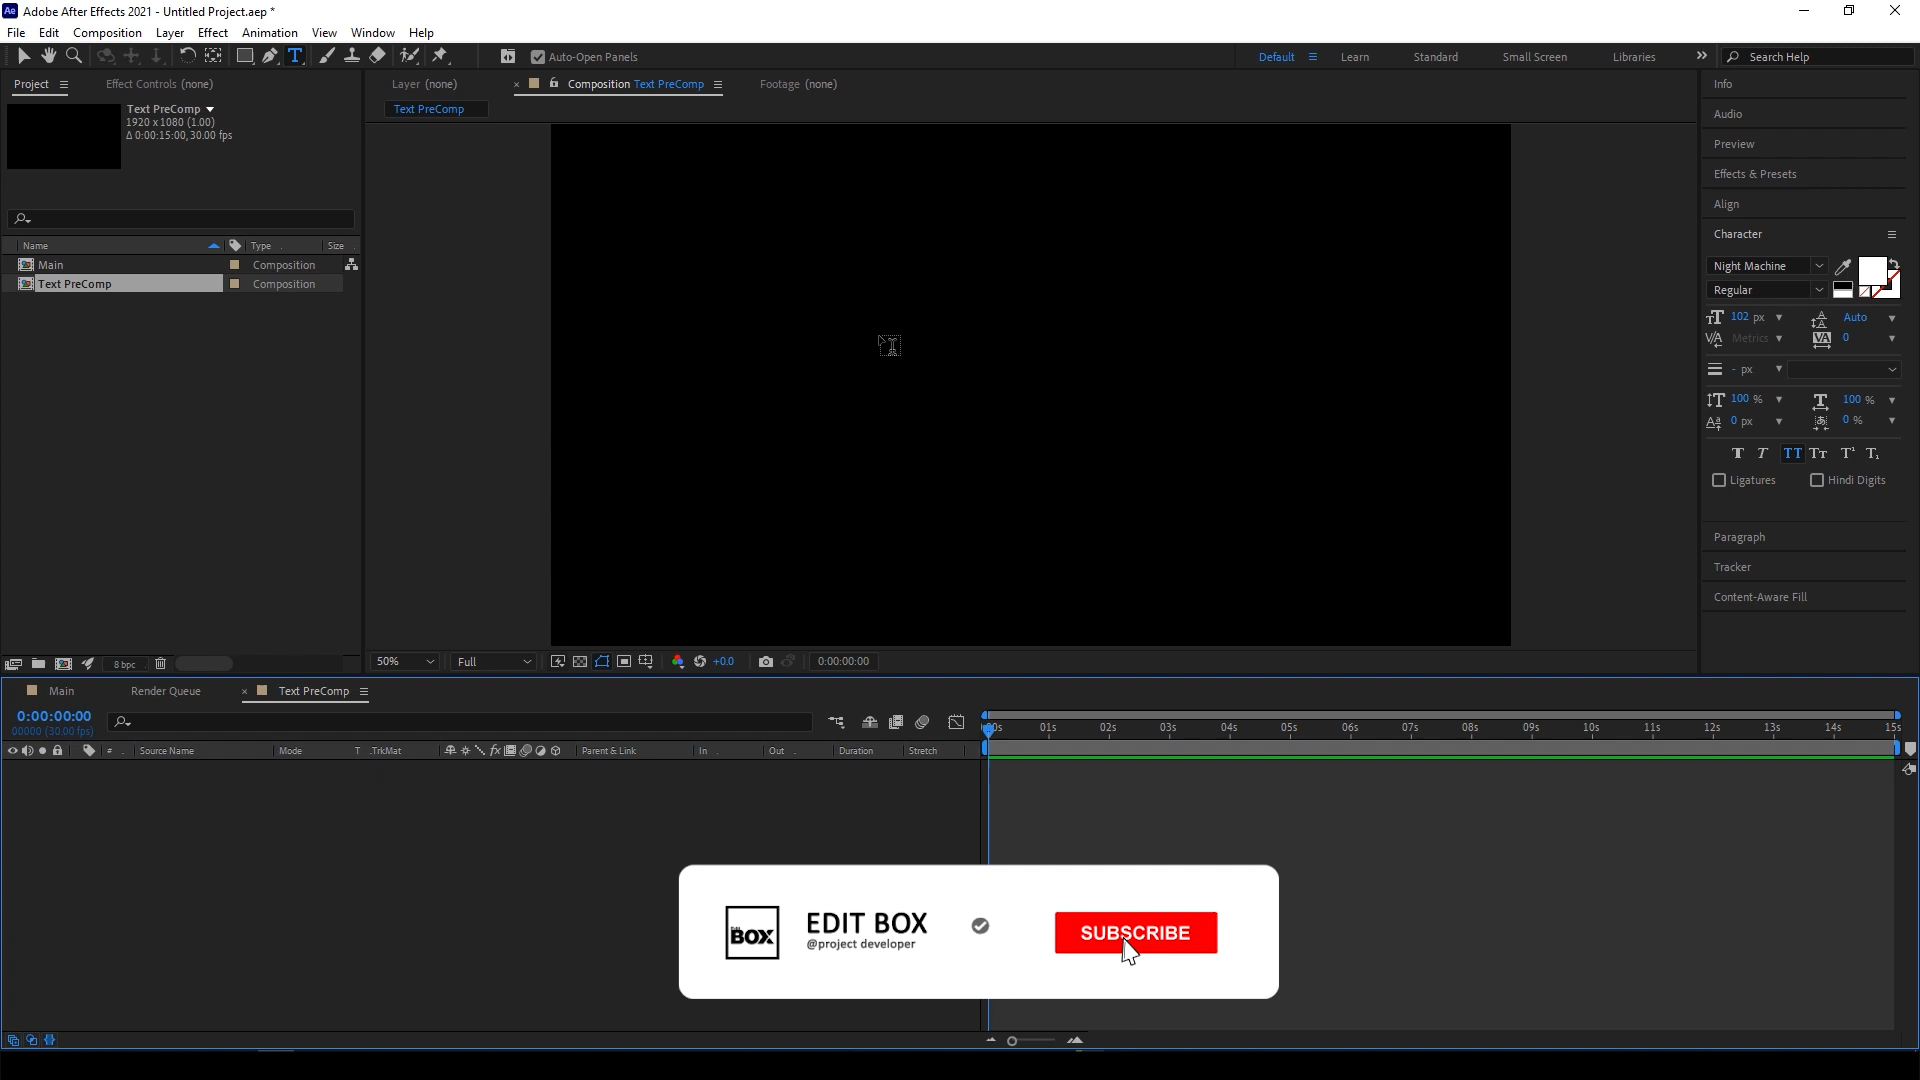 Ae Adobe After Effects 2021 - Untitled Project.aep *
File Edit Composition Layer Effect Animation View Window Help
T Auto-Open Panels Default Learn Standard Small Screen Libraries Search Help
Project Effect Controls (none) Layer (none) Composition Text PreComp Footage (none) Info
Text PreComp
1920 x 1080 (1.00)
Δ 0:00:15:00, 30.00 fps
Text PreComp
Audio
Preview
Effects & Presets
Align
Character
Name Type Size
Main Composition
Text PreComp Composition
Night Machine
Regular
102 px Auto
Metrics 0
- px
100 % 100 %
0 px 0 %
T T TT Tт T¹ T₁
Ligatures Hindi Digits
Paragraph
Tracker
Content-Aware Fill
8 bpc 50% Full +0.0 0:00:00:00
Main Render Queue Text PreComp
0:00:00:00
00000 (30.00 fps)
00s 01s 02s 03s 04s 05s 06s 07s 08s 09s 10s 11s 12s 13s 14s 15s
# Source Name Mode T .TrkMat fx Parent & Link In Out Duration Stretch
EDIT BOX
@project developer
BOX
SUBSCRIBE